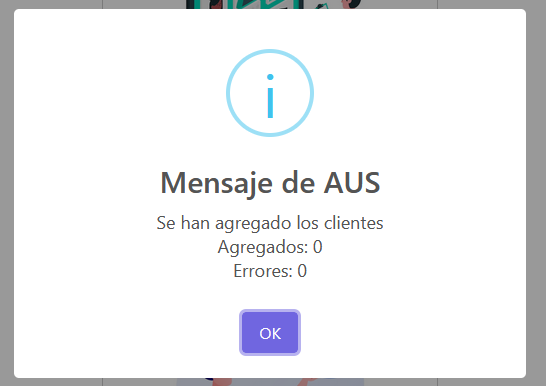 i
Mensaje de AUS
Se han agregado los clientes
Agregados: 0
Errores: 0
OK